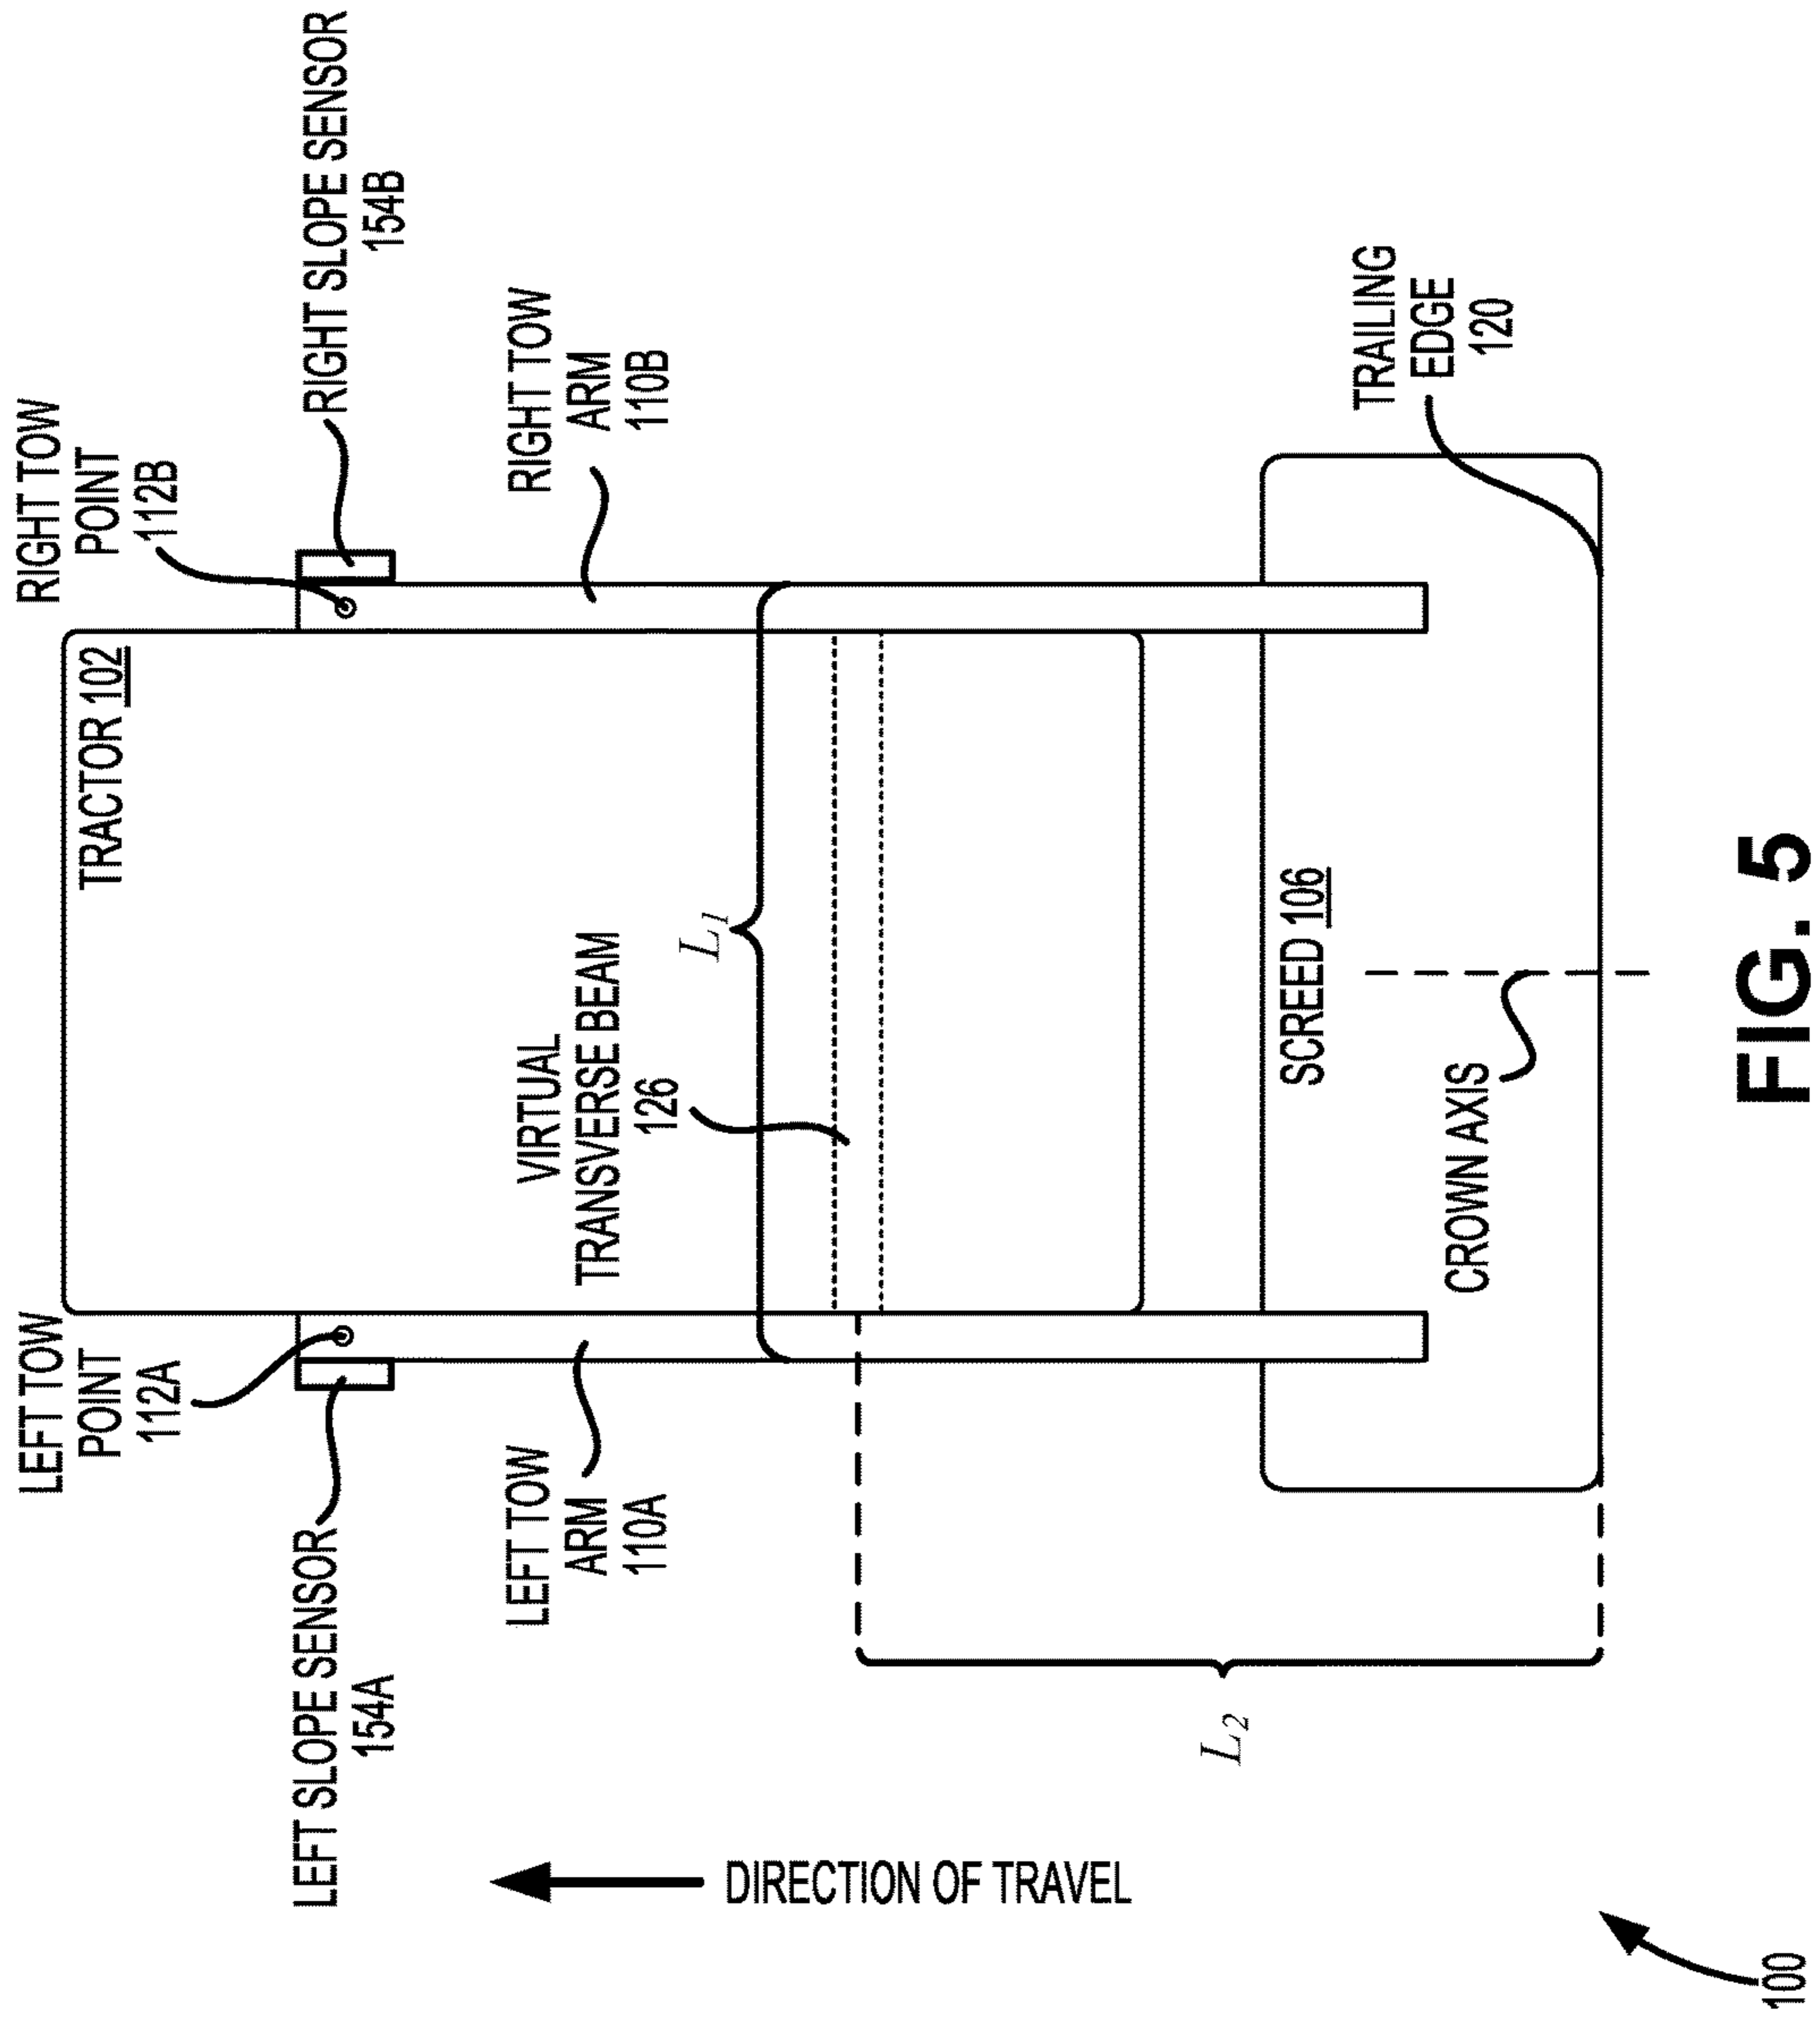 LEFT TOW
POINT
112A
RIGHT TOW
POINT
112B
TRACTOR 102
LEFT SLOPE SENSOR
154A
RIGHT SLOPE SENSOR
154B
LEFT TOW
ARM
110A
VIRTUAL
TRANSVERSE BEAM
126
RIGHT TOW
ARM
110B
L1
DIRECTION OF TRAVEL
L2
SCREED 106
CROWN AXIS
TRAILING
EDGE
120
100
FIG. 5